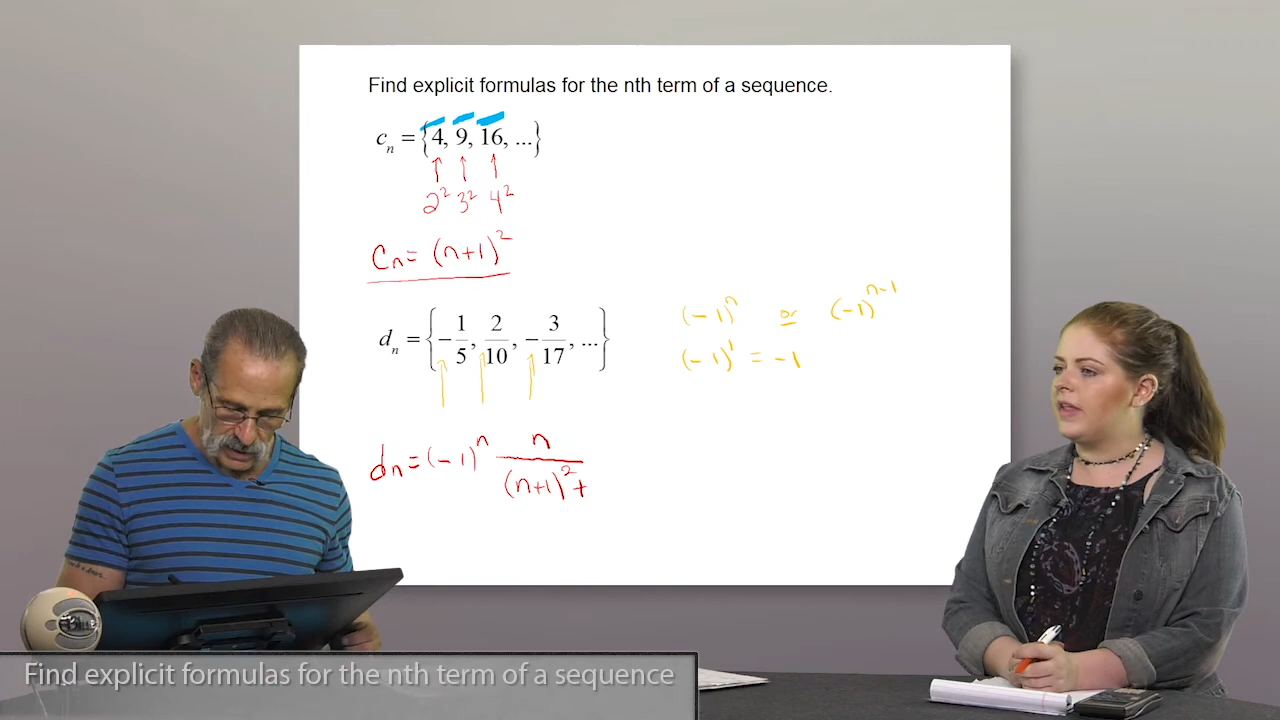 Find explicit formulas for the nth term of a sequence.
cₙ = {4, 9, 16, ...}
2² 3² 4²
Cₙ = (n+1)²
dₙ = {-1/5, 2/10, -3/17, ...}
(-1)ⁿ or (-1)ⁿ⁻¹
(-1)¹ = -1
dₙ = (-1)ⁿ n/(n+1)² +
Find explicit formulas for the nth term of a sequence